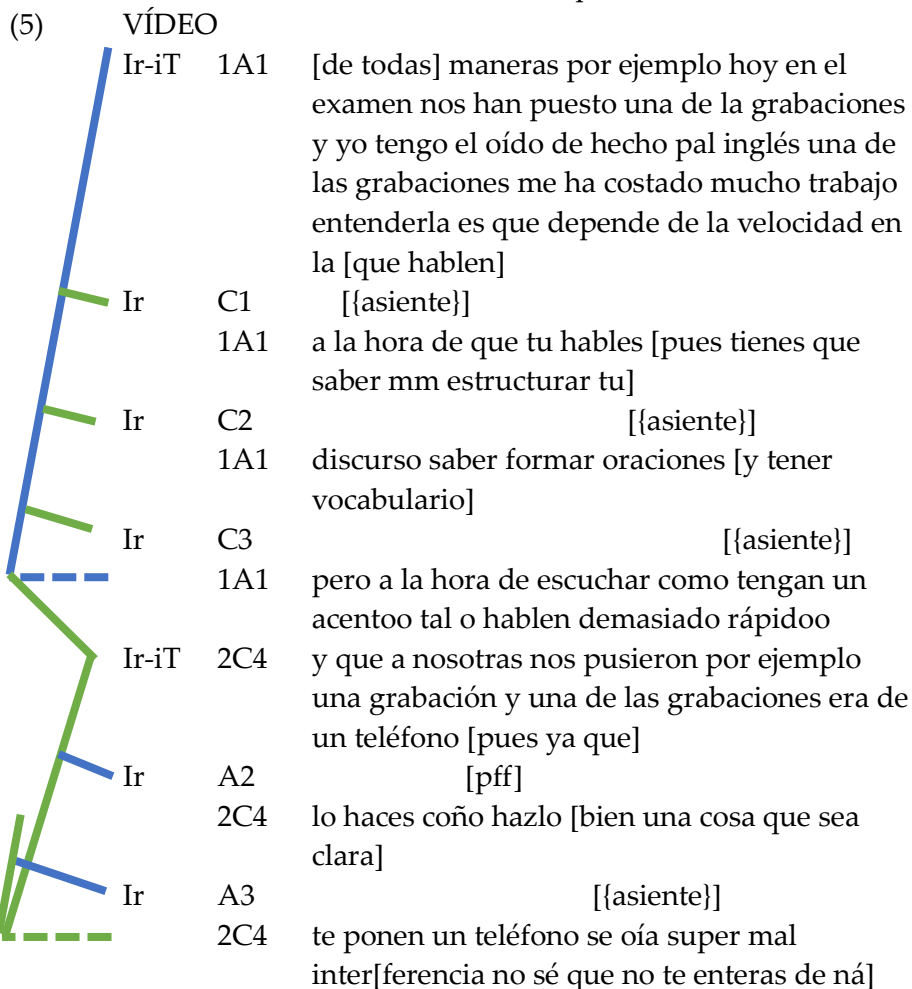 (5) VÍDEO
Ir-iT 1A1 [de todas] maneras por ejemplo hoy en el
examen nos han puesto una de la grabaciones
y yo tengo el oído de hecho pal inglés una de
las grabaciones me ha costado mucho trabajo
entenderla es que depende de la velocidad en
la [que hablen]
Ir C1 [{asiente}]
1A1 a la hora de que tu hables [pues tienes que
saber mm estructurar tu]
Ir C2 [{asiente}]
1A1 discurso saber formar oraciones [y tener
vocabulario]
Ir C3 [{asiente}]
1A1 pero a la hora de escuchar como tengan un
acentoo tal o hablen demasiado rápidoo
Ir-iT 2C4 y que a nosotras nos pusieron por ejemplo
una grabación y una de las grabaciones era de
un teléfono [pues ya que]
Ir A2 [pff]
2C4 lo haces coño hazlo [bien una cosa que sea
clara]
Ir A3 [{asiente}]
2C4 te ponen un teléfono se oía super mal
inter[ferencia no sé que no te enteras de ná]